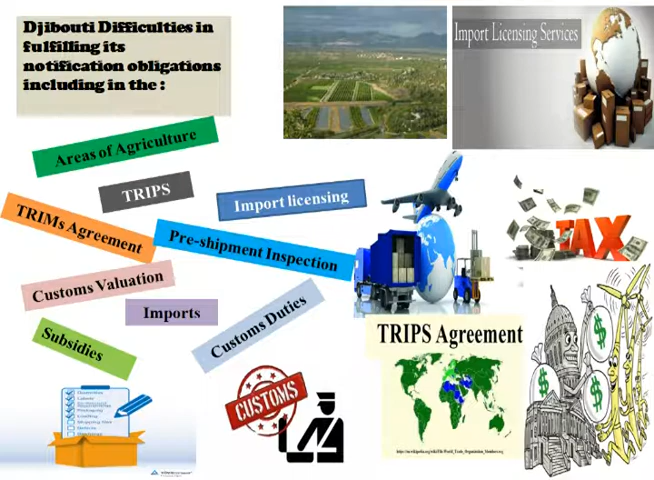 Djibouti Difficulties in
fulfilling its
notification obligations
including in the :
Import Licensing Services
Areas of Agriculture
TRIPS
Import licensing
TRIMs Agreement
Pre-shipment Inspection
TAX
Customs Valuation
Imports
Customs Duties
Subsidies
TRIPS Agreement
CUSTOMS
$
$
$
$